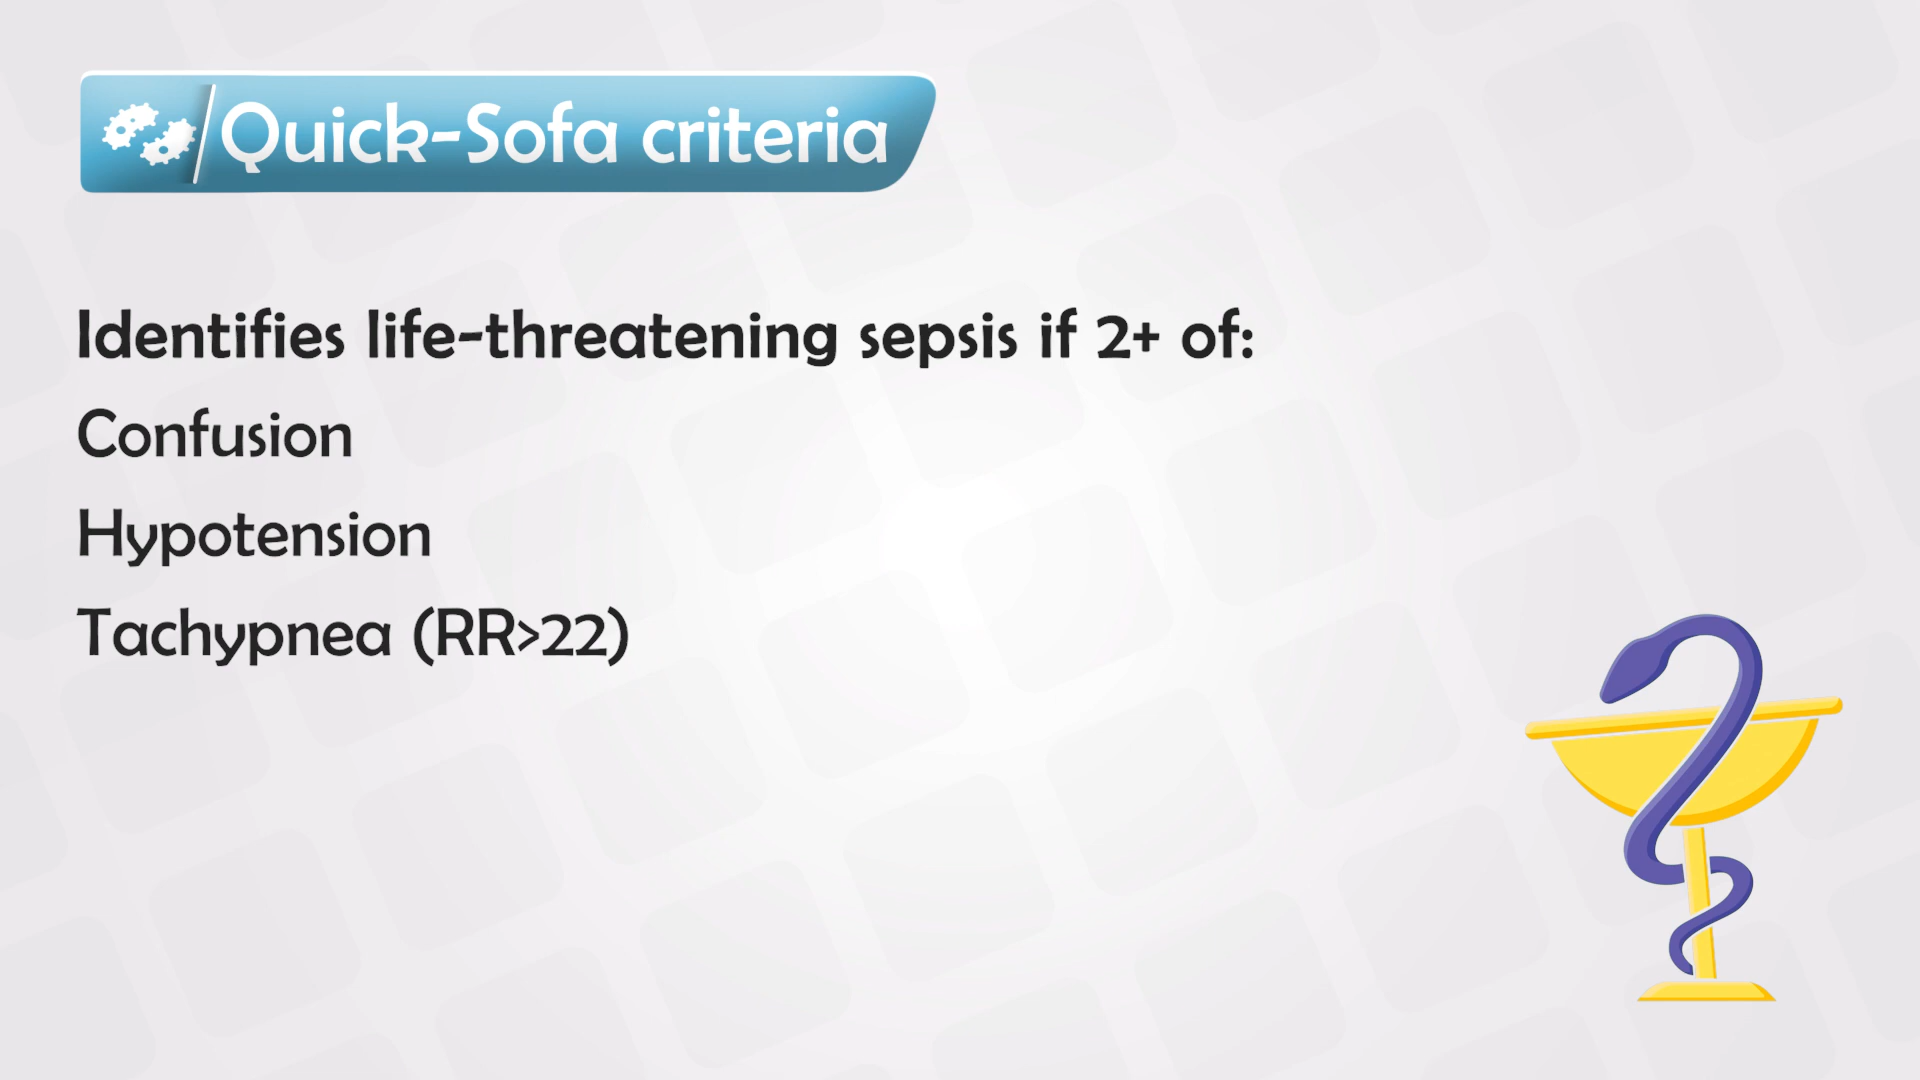 Quick-Sofa criteria
Identifies life-threatening sepsis if 2+ of:
Confusion
Hypotension
Tachypnea (RR>22)